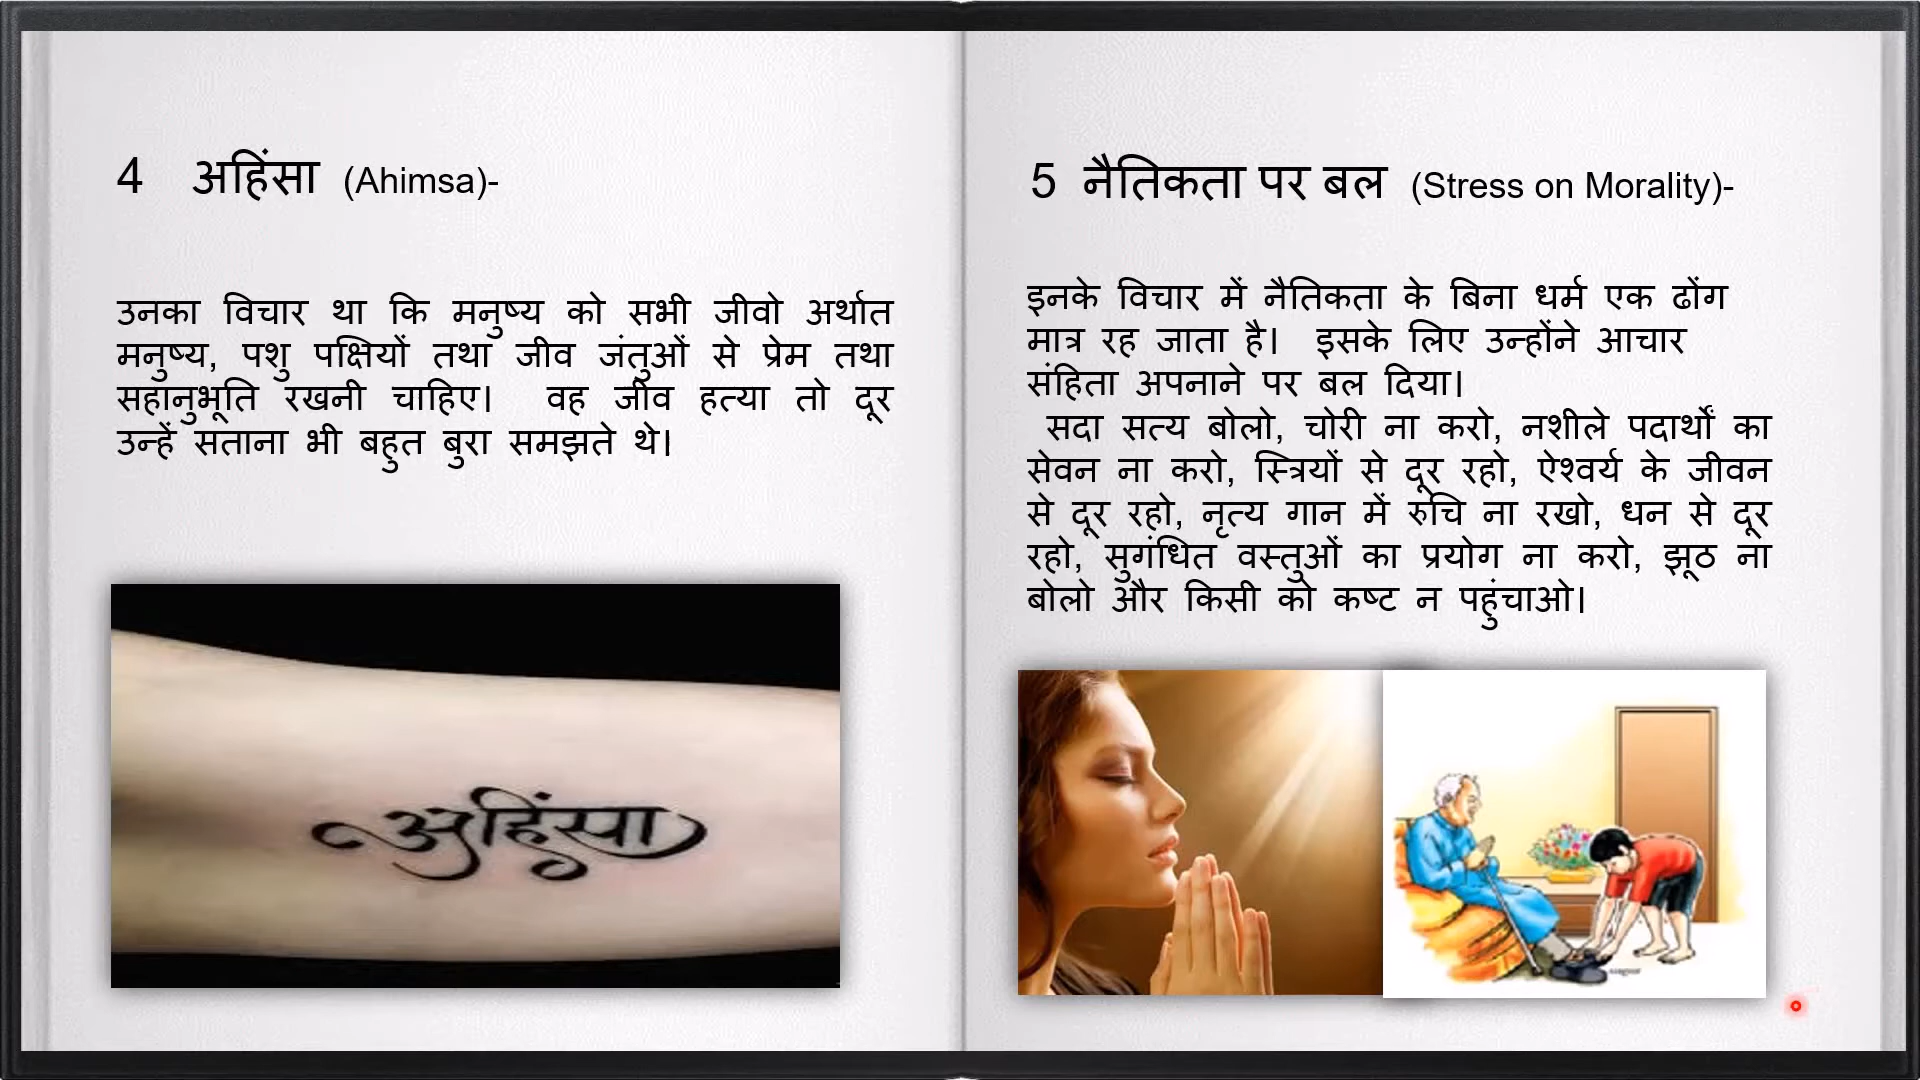 4 अहिंसा (Ahimsa)-
उनका विचार था कि मनुष्य को सभी जीवो अर्थात
मनुष्य, पशु पक्षियों तथा जीव जंतुओं से प्रेम तथा
सहानुभूति रखनी चाहिए। वह जीव हत्या तो दूर
उन्हें सताना भी बहुत बुरा समझते थे।
अहिंसा
5 नैतिकता पर बल (Stress on Morality)-
इनके विचार में नैतिकता के बिना धर्म एक ढोंग
मात्र रह जाता है। इसके लिए उन्होंने आचार
संहिता अपनाने पर बल दिया।
सदा सत्य बोलो, चोरी ना करो, नशीले पदार्थों का
सेवन ना करो, स्त्रियों से दूर रहो, ऐश्वर्य के जीवन
से दूर रहो, नृत्य गान में रुचि ना रखो, धन से दूर
रहो, सुगंधित वस्तुओं का प्रयोग ना करो, झूठ ना
बोलो और किसी को कष्ट न पहुंचाओ।